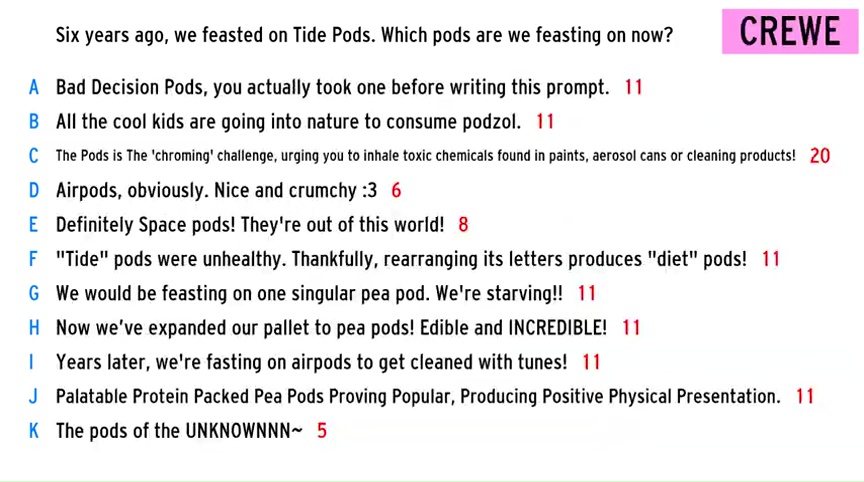 Six years ago, we feasted on Tide Pods. Which pods are we feasting on now?
CREWE
A Bad Decision Pods, you actually took one before writing this prompt. 11
B All the cool kids are going into nature to consume podzol. 11
C The Pods is The 'chroming' challenge, urging you to inhale toxic chemicals found in paints, aerosol cans or cleaning products! 20
D Airpods, obviously. Nice and crunchy :3 6
E Definitely Space pods! They're out of this world! 8
F "Tide" pods were unhealthy. Thankfully, rearranging its letters produces "diet" pods! 11
G We would be feasting on one singular pea pod. We're starving!! 11
H Now we’ve expanded our pallet to pea pods! Edible and INCREDIBLE! 11
I Years later, we're fasting on airpods to get cleaned with tunes! 11
J Palatable Protein Packed Pea Pods Proving Popular, Producing Positive Physical Presentation. 11
K The pods of the UNKNOWNNN~ 5